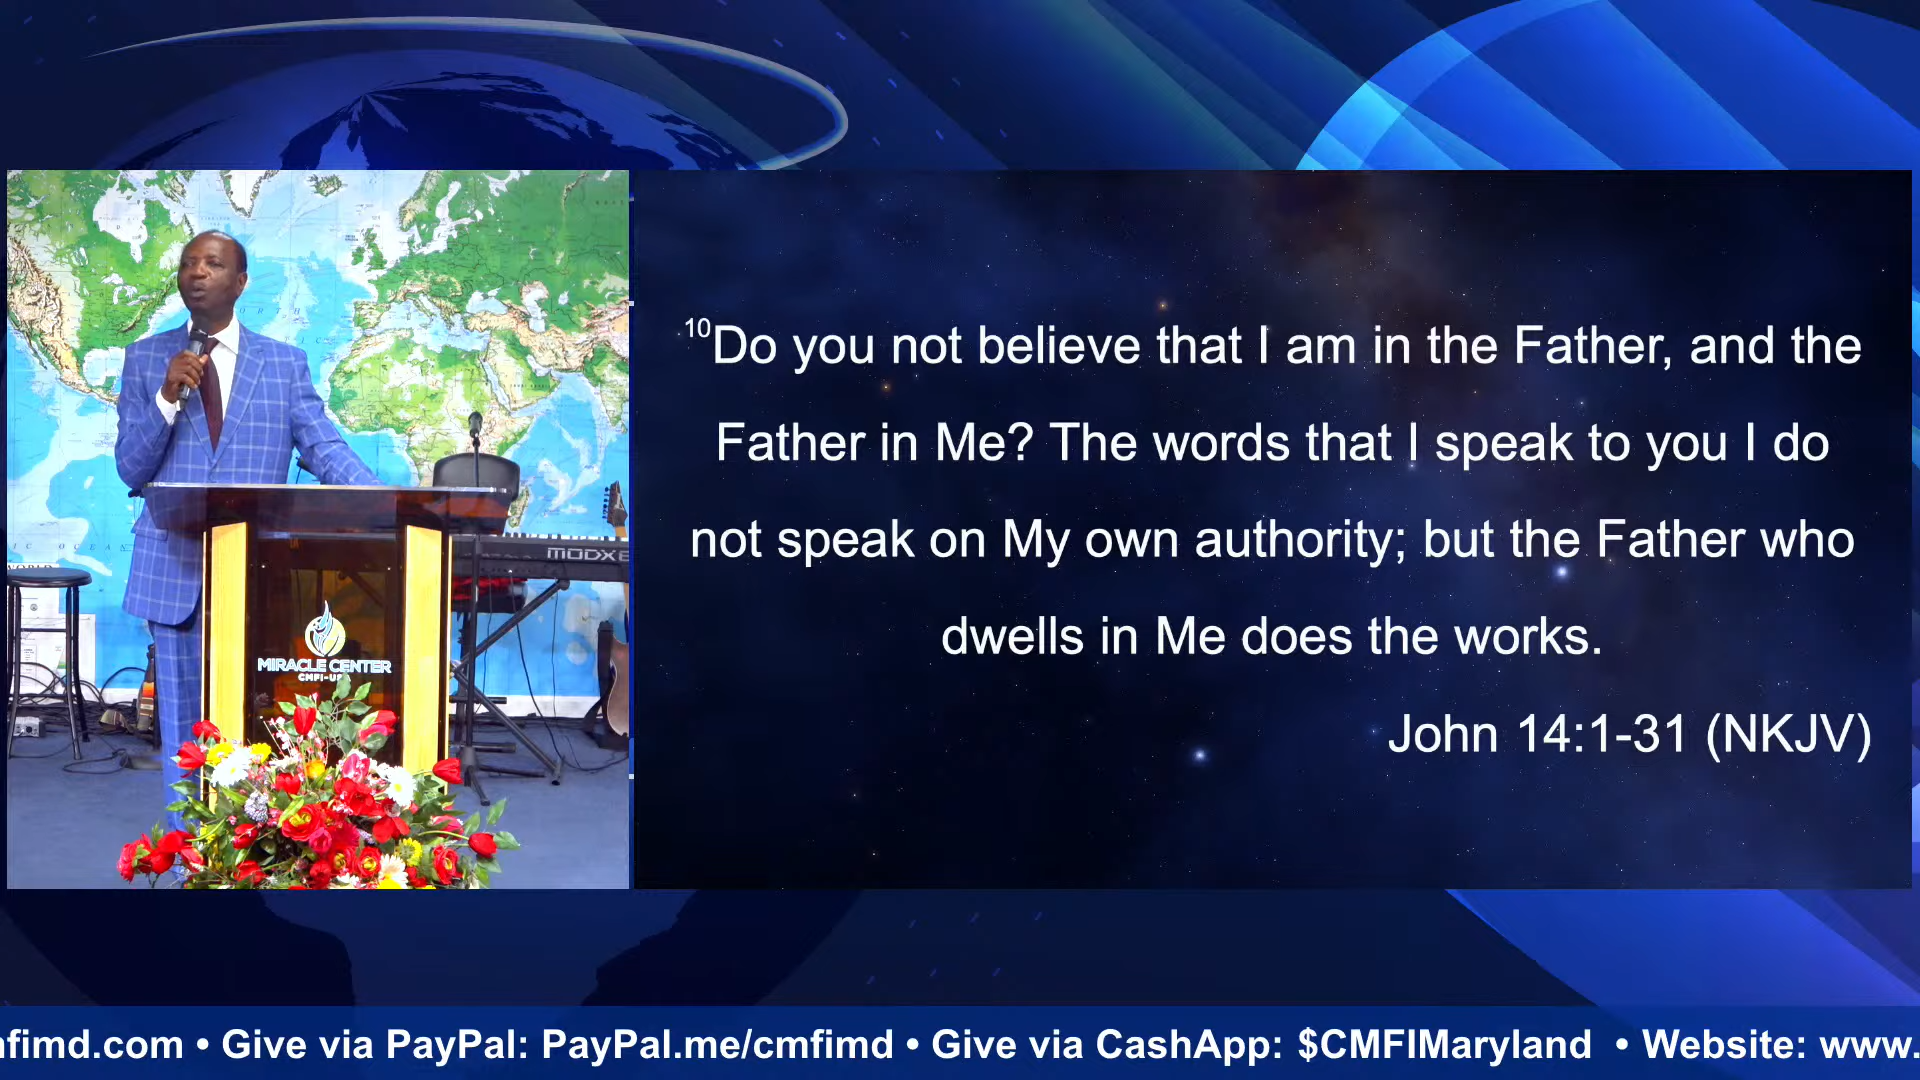 MODX8
MIRACLE CENTER
¹⁰Do you not believe that I am in the Father, and the
Father in Me? The words that I speak to you I do
not speak on My own authority; but the Father who
dwells in Me does the works.
John 14:1-31 (NKJV)
mfimd.com • Give via PayPal: PayPal.me/cmfimd • Give via CashApp: $CMFIMaryland • Website: www.